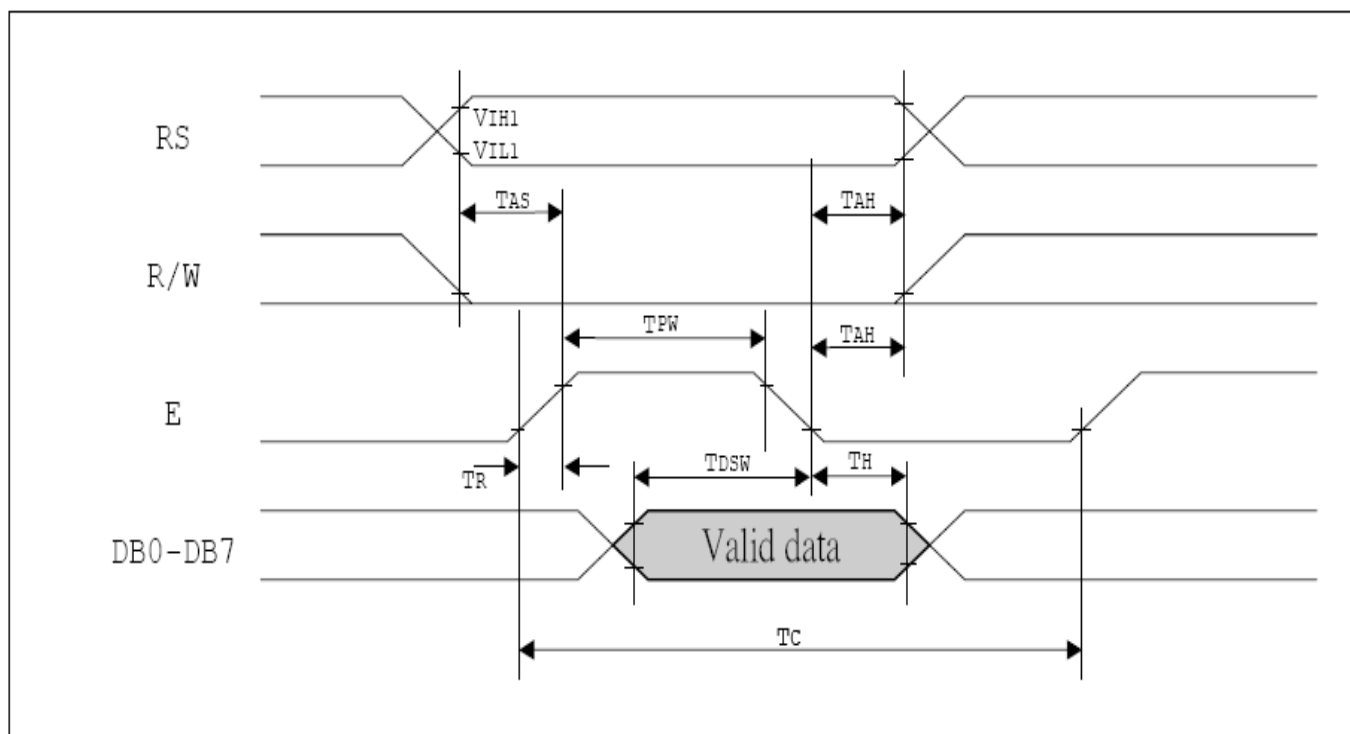 RS
VIH1
VIL1
TAS
TAH
R/W
TPW
TAH
E
TR
TDSW
TH
DB0-DB7
Valid data
TC